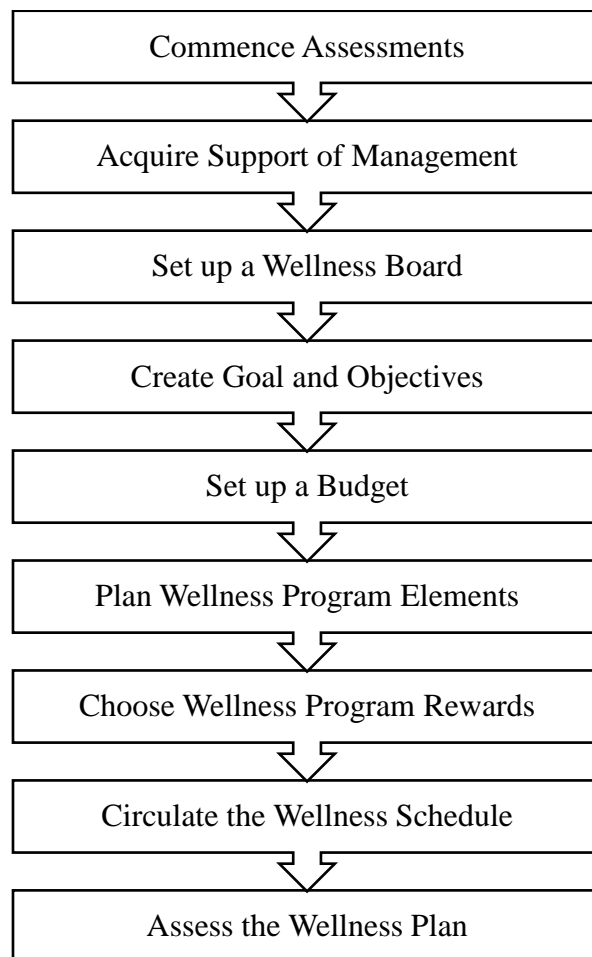 Commence Assessments
Acquire Support of Management
Set up a Wellness Board
Create Goal and Objectives
Set up a Budget
Plan Wellness Program Elements
Choose Wellness Program Rewards
Circulate the Wellness Schedule
Assess the Wellness Plan